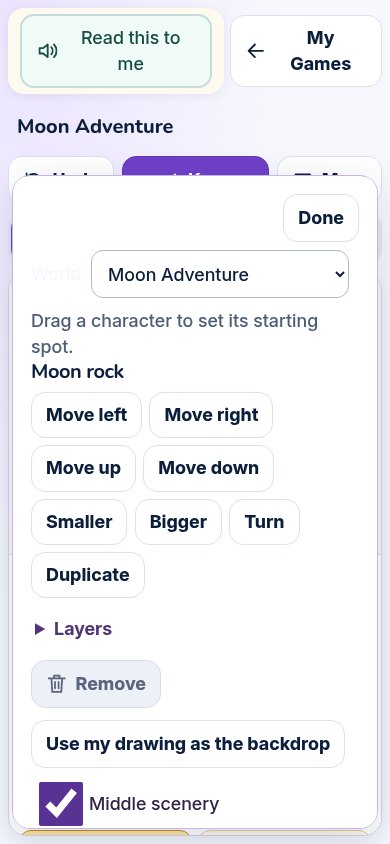 Read this to
me
My
Games
Moon Adventure
Done
World
Moon Adventure
Drag a character to set its starting
spot.
Moon rock
Move left
Move right
Move up
Move down
Smaller
Bigger
Turn
Duplicate
Layers
Remove
Use my drawing as the backdrop
Middle scenery